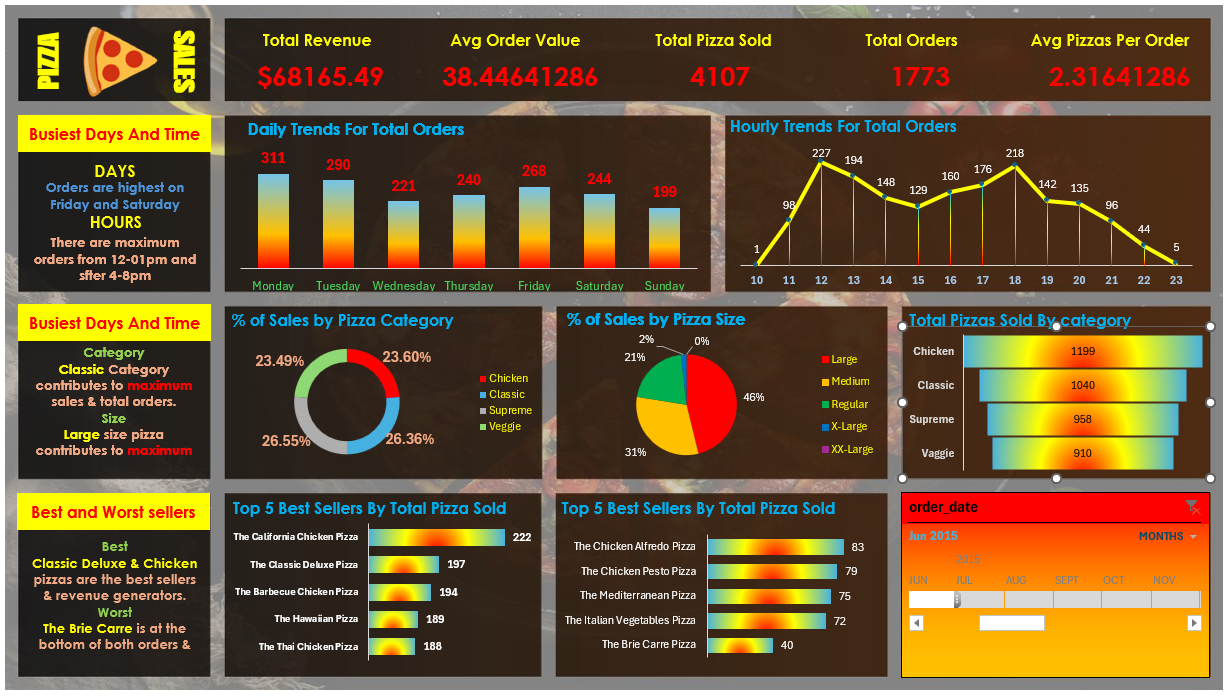 PIZZA
SALES
Total Revenue
$68165.49
Avg Order Value
38.44641286
Total Pizza Sold
4107
Total Orders
1773
Avg Pizzas Per Order
2.31641286
Busiest Days And Time
DAYS
Orders are highest on
Friday and Saturday
HOURS
There are maximum
orders from 12-01pm and
sfter 4-8pm
Daily Trends For Total Orders
311
290
221
240
268
244
199
Monday
Tuesday
Wednesday
Thursday
Friday
Saturday
Sunday
Hourly Trends For Total Orders
1
98
227
194
148
129
160
176
218
142
135
96
44
5
10
11
12
13
14
15
16
17
18
19
20
21
22
23
Busiest Days And Time
Category
Classic Category
contributes to maximum
sales & total orders.
Size
Large size pizza
contributes to maximum
% of Sales by Pizza Category
23.49%
23.60%
26.55%
26.36%
Chicken
Classic
Supreme
Veggie
% of Sales by Pizza Size
2%
0%
21%
46%
31%
Large
Medium
Regular
X-Large
XX-Large
Total Pizzas Sold By category
Chicken
1199
Classic
1040
Supreme
958
Vaggie
910
Best and Worst sellers
Best
Classic Deluxe & Chicken
pizzas are the best sellers
& revenue generators.
Worst
The Brie Carre is at the
bottom of both orders &
Top 5 Best Sellers By Total Pizza Sold
The California Chicken Pizza
222
The Classic Deluxe Pizza
197
The Barbecue Chicken Pizza
194
The Hawaiian Pizza
189
The Thai Chicken Pizza
188
Top 5 Best Sellers By Total Pizza Sold
The Chicken Alfredo Pizza
83
The Chicken Pesto Pizza
79
The Mediterranean Pizza
75
The Italian Vegetables Pizza
72
The Brie Carre Pizza
40
order_date
Jun 2015
MONTHS
2015
JUN
JUL
AUG
SEPT
OCT
NOV